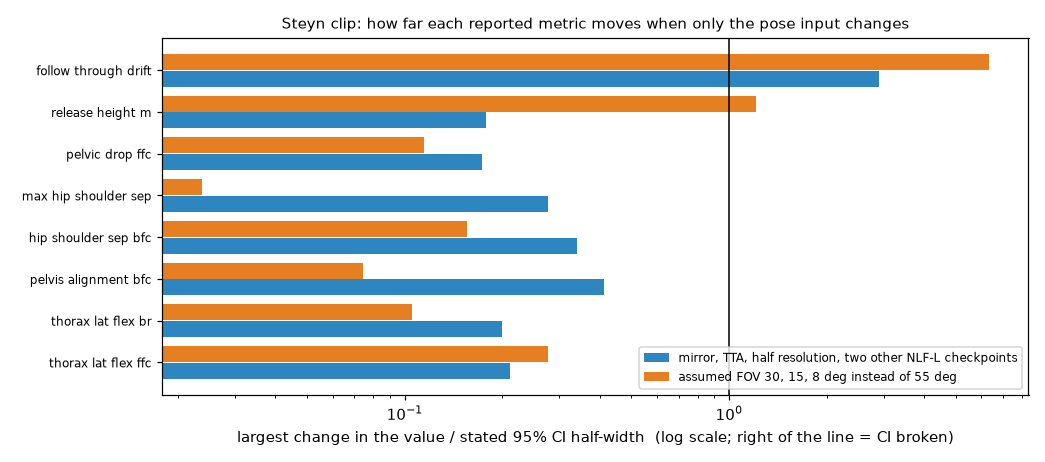 Steyn clip: how far each reported metric moves when only the pose input changes
follow through drift
release height m
pelvic drop ffc
max hip shoulder sep
hip shoulder sep bfc
pelvis alignment bfc
thorax lat flex br
thorax lat flex ffc
mirror, TTA, half resolution, two other NLF-L checkpoints
assumed FOV 30, 15, 8 deg instead of 55 deg
10⁻¹ 10⁰
largest change in the value / stated 95% CI half-width (log scale; right of the line = CI broken)